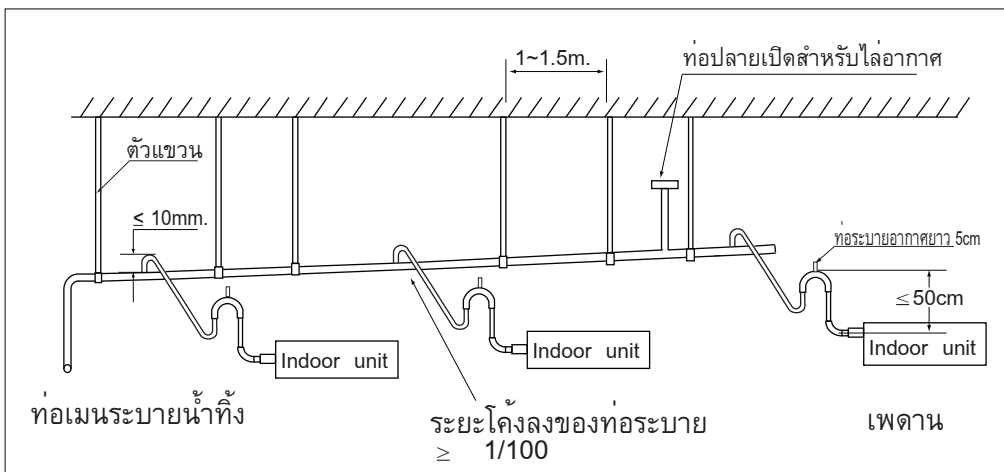 1~1.5m.
ท่อปลายเปิดสำหรับไล่อากาศ
ตัวแขวน
≤ 10mm.
ท่อระบายอากาศยาว 5cm
≤50cm
Indoor unit
Indoor unit
Indoor unit
ท่อเมนระบายน้ำทิ้ง
ระยะโค้งลงของท่อระบาย
≥ 1/100
เพดาน